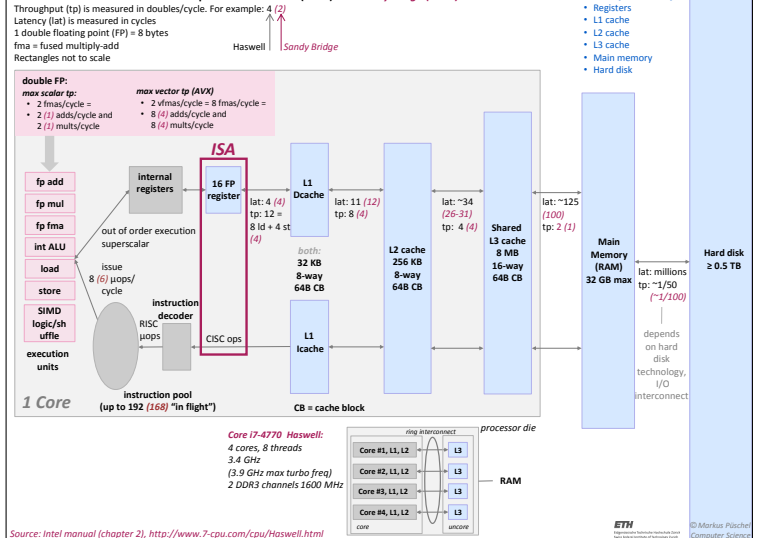 Throughput (tp) is measured in doubles/cycle. For example: 4 (2)
Latency (lat) is measured in cycles
1 double floating point (FP) = 8 bytes
fma = fused multiply-add
Rectangles not to scale
Haswell
Sandy Bridge
• Registers
• L1 cache
• L2 cache
• L3 cache
• Main memory
• Hard disk
double FP:
max scalar tp:
• 2 fmas/cycle =
• 2 (1) adds/cycle and
2 (1) mults/cycle
max vector tp (AVX)
• 2 vfmas/cycle = 8 fmas/cycle =
• 8 (4) adds/cycle and
8 (4) mults/cycle
ISA
fp add
fp mul
fp fma
int ALU
load
store
SIMD
logic/sh
uffle
execution
units
internal
registers
16 FP
register
out of order execution
superscalar
issue
8 (6) μops/
cycle
instruction
decoder
RISC
μops
CISC ops
instruction pool
(up to 192 (168) "in flight")
1 Core
lat: 4 (4)
tp: 12 =
8 ld + 4 st
(4)
L1
Dcache
both:
32 KB
8-way
64B CB
L1
Icache
CB = cache block
lat: 11 (12)
tp: 8 (4)
L2 cache
256 KB
8-way
64B CB
lat: ~34
(26-31)
tp: 4 (4)
Shared
L3 cache
8 MB
16-way
64B CB
lat: ~125
(100)
tp: 2 (1)
Main
Memory
(RAM)
32 GB max
lat: millions
tp: ~1/50
(~1/100)
depends
on hard
disk
technology,
I/O
interconnect
Hard disk
≥ 0.5 TB
processor die
Core i7-4770 Haswell:
4 cores, 8 threads
3.4 GHz
(3.9 GHz max turbo freq)
2 DDR3 channels 1600 MHz
ring interconnect
Core #1, L1, L2
L3
Core #2, L1, L2
L3
Core #3, L1, L2
L3
Core #4, L1, L2
L3
core
uncore
RAM
Source: Intel manual (chapter 2), http://www.7-cpu.com/cpu/Haswell.html
ETH
© Markus Püschel
Computer Science